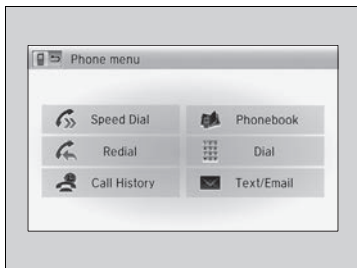 Phone menu
Speed Dial
Phonebook
Redial
Dial
Call History
Text/Email